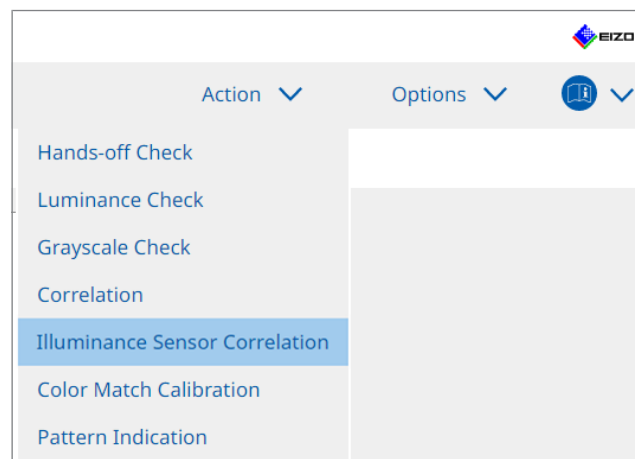 EIZO
Action
Options
Hands-off Check
Luminance Check
Grayscale Check
Correlation
Illuminance Sensor Correlation
Color Match Calibration
Pattern Indication